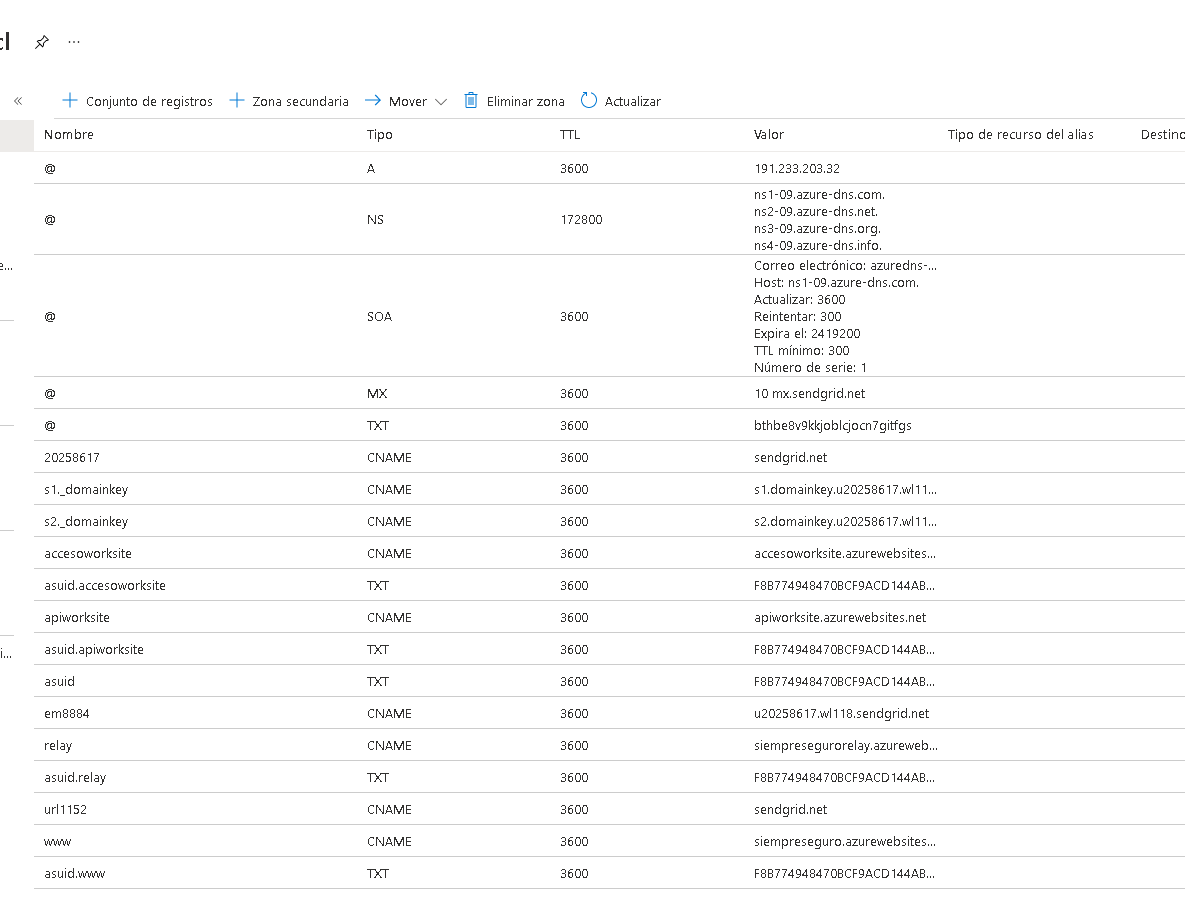 cl ...
« Conjunto de registros Zona secundaria Mover Eliminar zona Actualizar
Nombre Tipo TTL Valor Tipo de recurso del alias Destino
@ A 3600 191.233.203.32
@ NS 172800 ns1-09.azure-dns.com.
ns2-09.azure-dns.net.
ns3-09.azure-dns.org.
ns4-09.azure-dns.info.
e...
@ SOA 3600 Correo electrónico: azuredns-...
Host: ns1-09.azure-dns.com.
Actualizar: 3600
Reintentar: 300
Expira el: 2419200
TTL mínimo: 300
Número de serie: 1
@ MX 3600 10 mx.sendgrid.net
@ TXT 3600 bthbe8v9kkjoblcjocn7gitfgs
20258617 CNAME 3600 sendgrid.net
s1._domainkey CNAME 3600 s1.domainkey.u20258617.wl11...
s2._domainkey CNAME 3600 s2.domainkey.u20258617.wl11...
accesoworksite CNAME 3600 accesoworksite.azurewebsites...
asuid.accesoworksite TXT 3600 F8B774948470BCF9ACD144AB...
apiworksite CNAME 3600 apiworksite.azurewebsites.net
i...
asuid.apiworksite TXT 3600 F8B774948470BCF9ACD144AB...
asuid TXT 3600 F8B774948470BCF9ACD144AB...
em8884 CNAME 3600 u20258617.wl118.sendgrid.net
relay CNAME 3600 siempresegurorelay.azureweb...
asuid.relay TXT 3600 F8B774948470BCF9ACD144AB...
url1152 CNAME 3600 sendgrid.net
www CNAME 3600 siempreseguro.azurewebsites...
asuid.www TXT 3600 F8B774948470BCF9ACD144AB...